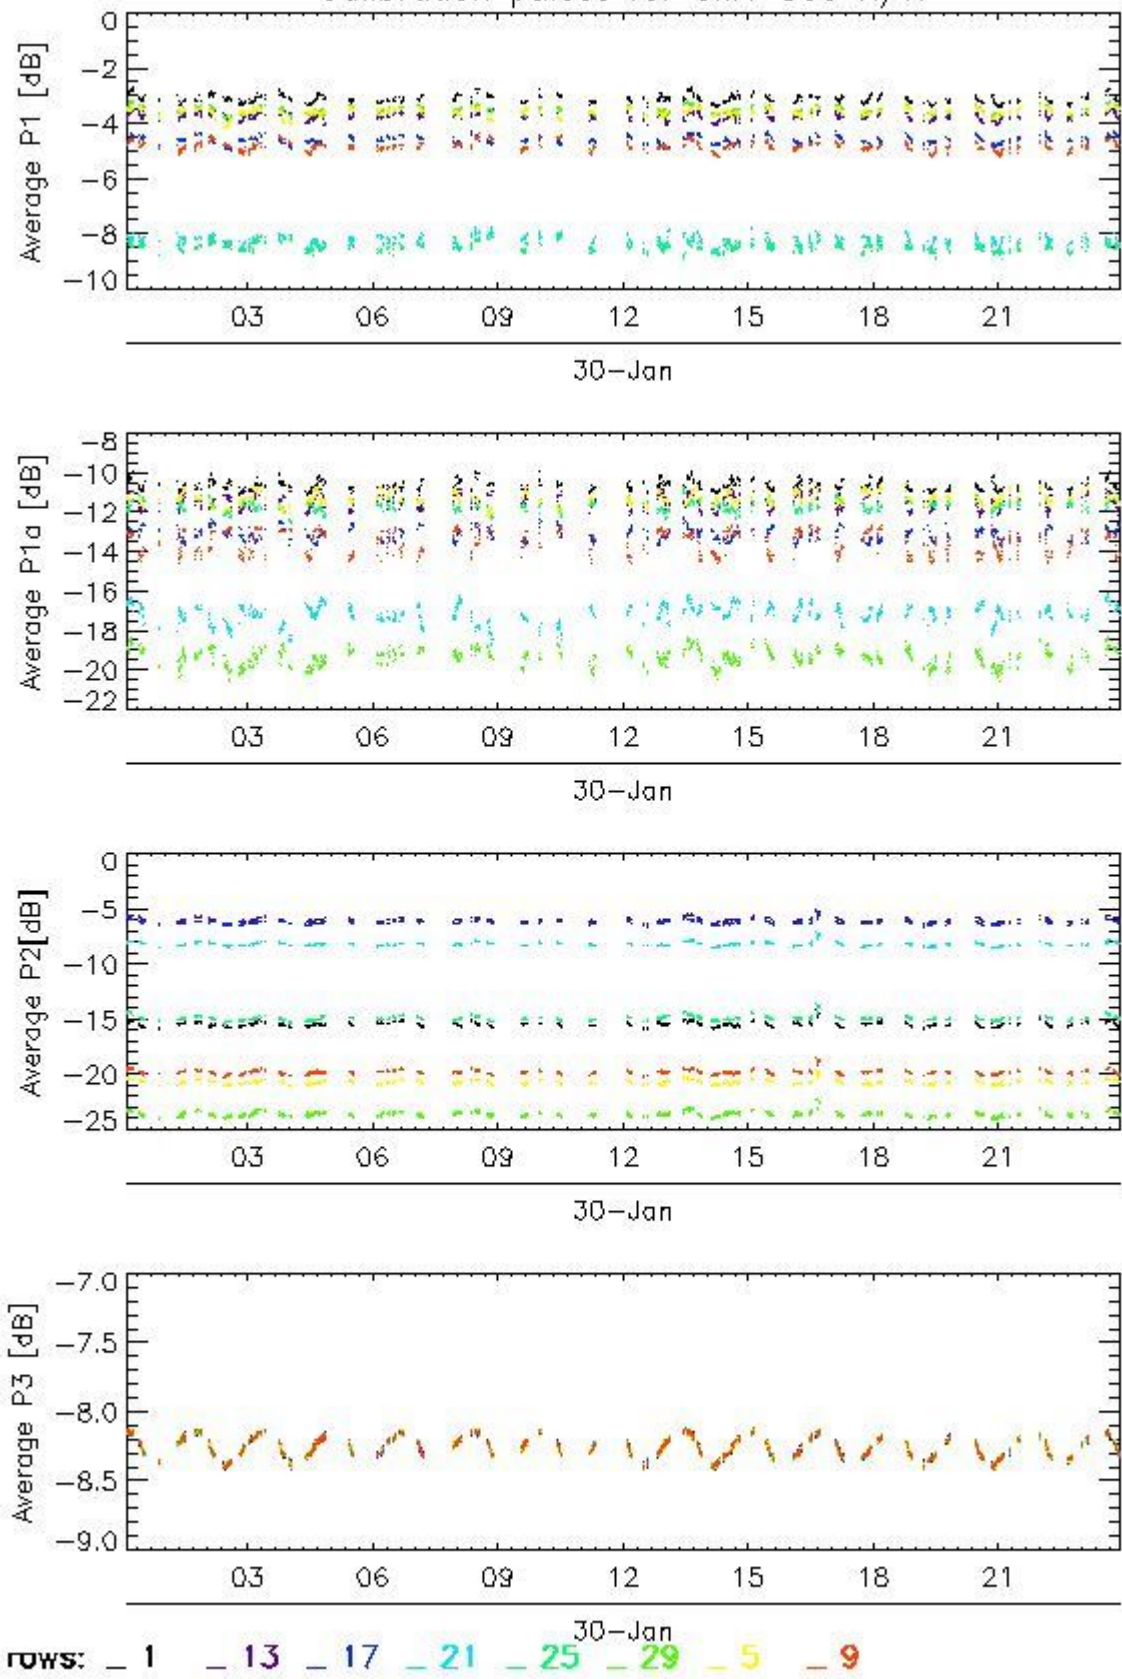 0
-2
-4
-6
-8
-10
Average P1 [dB]
03 06 09 12 15 18 21
30-Jan
-8
-10
-12
-14
-16
-18
-20
-22
Average P1a [dB]
03 06 09 12 15 18 21
30-Jan
0
-5
-10
-15
-20
-25
Average P2[dB]
03 06 09 12 15 18 21
30-Jan
-7.0
-7.5
-8.0
-8.5
-9.0
Average P3 [dB]
03 06 09 12 15 18 21
30-Jan
rows: _ 1 _ 13 _ 17 _ 21 _ 25 _ 29 _ 5 _ 9